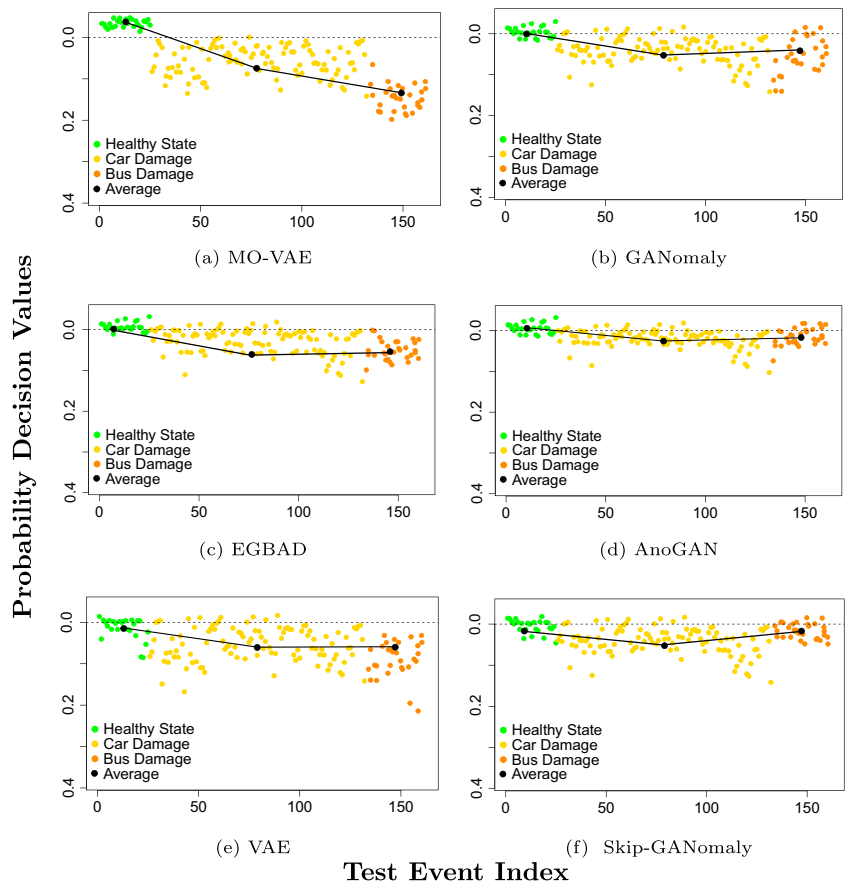 Probability Decision Values
0.0
0.2
0.4
Healthy State
Car Damage
Bus Damage
Average
0 50 100 150
(a) MO-VAE
0.0
0.2
0.4
Healthy State
Car Damage
Bus Damage
Average
0 50 100 150
(b) GANomaly
0.0
0.2
0.4
Healthy State
Car Damage
Bus Damage
Average
0 50 100 150
(c) EGBAD
0.0
0.2
0.4
Healthy State
Car Damage
Bus Damage
Average
0 50 100 150
(d) AnoGAN
0.0
0.2
0.4
Healthy State
Car Damage
Bus Damage
Average
0 50 100 150
(e) VAE
0.0
0.2
0.4
Healthy State
Car Damage
Bus Damage
Average
0 50 100 150
(f) Skip-GANomaly
Test Event Index